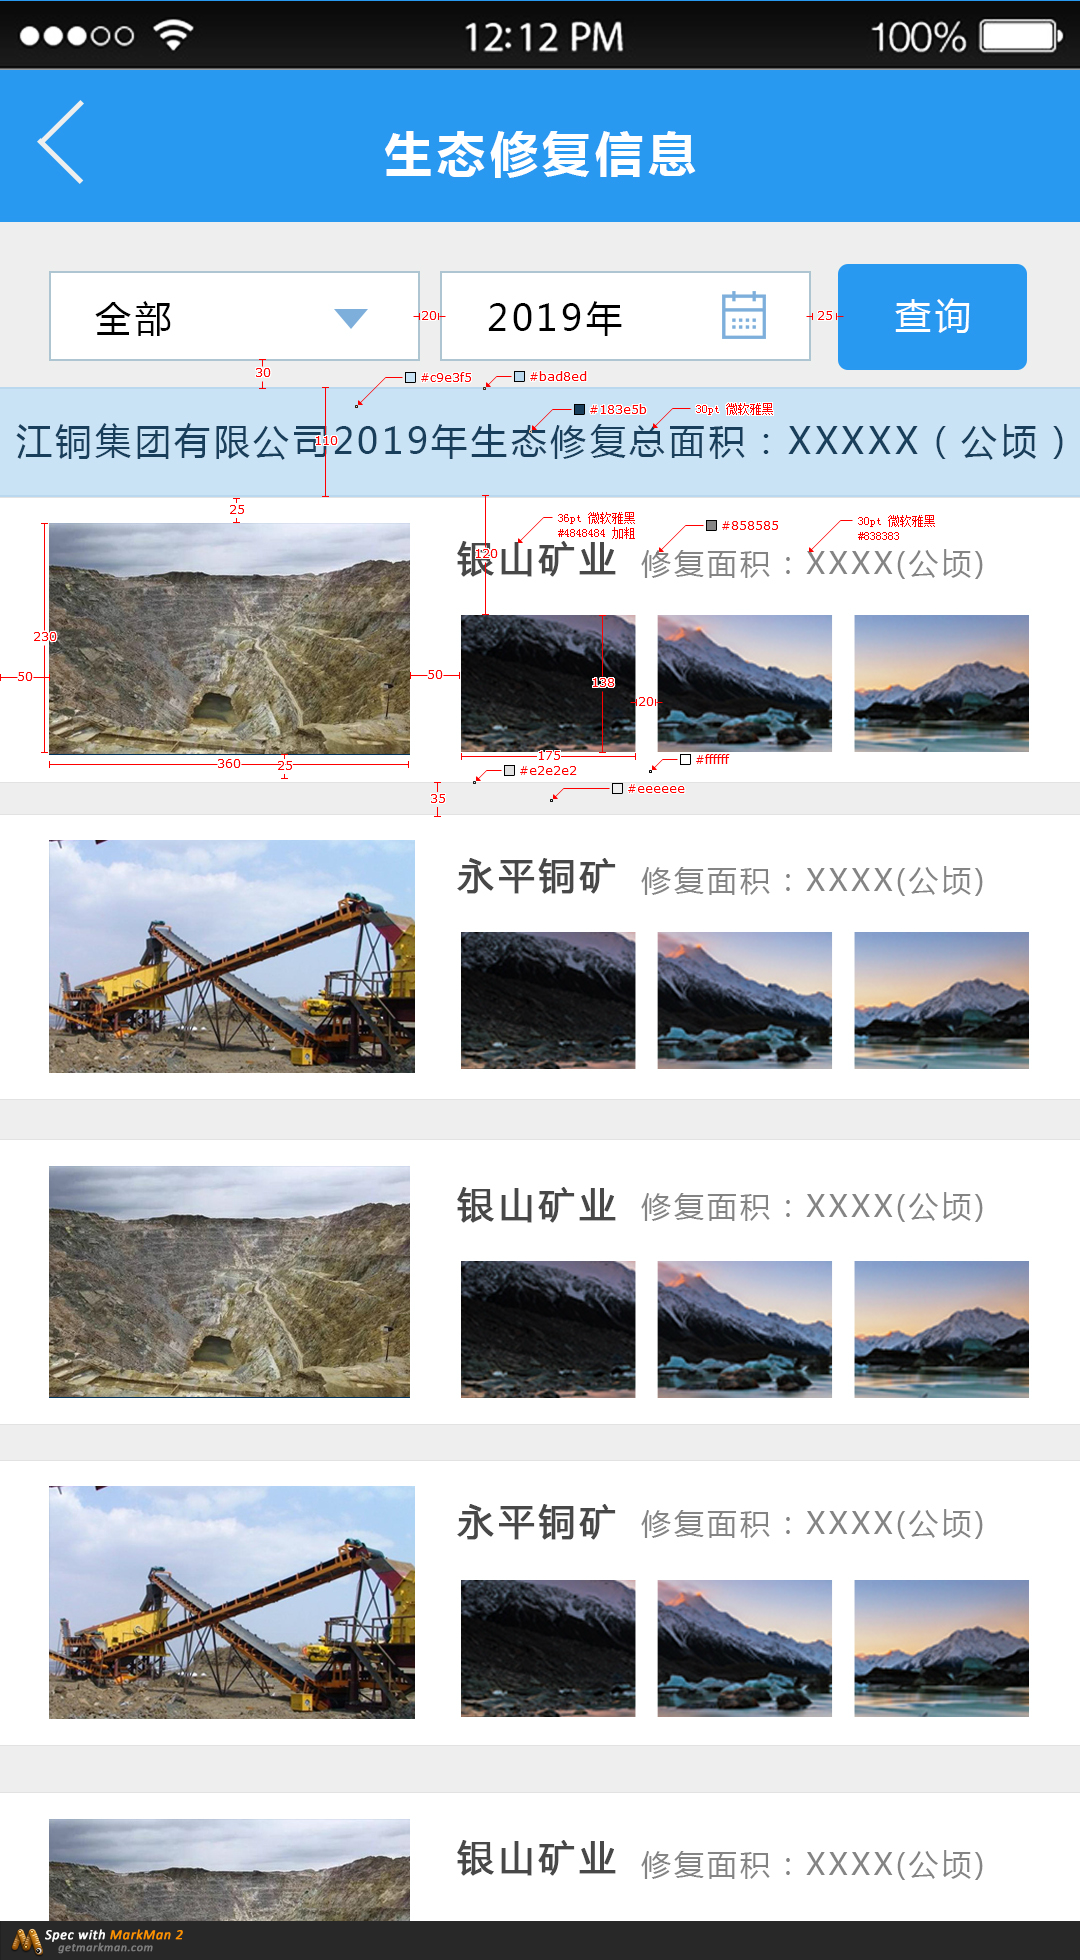 12:12 PM 100%
生态修复信息
全部
20
2019年
25
查询
30
#c9e3f5
#bad8ed
#183e5b
30pt 微软雅黑
110
江铜集团有限公司2019年生态修复总面积：XXXXX（公顷）
25
36pt 微软雅黑
#4848484 加粗
#858585
30pt 微软雅黑
#838383
120
银山矿业 修复面积：XXXX(公顷)
230
50
50
138
20
175
360
25
#e2e2e2
#ffffff
#eeeeee
35
永平铜矿 修复面积：XXXX(公顷)
银山矿业 修复面积：XXXX(公顷)
永平铜矿 修复面积：XXXX(公顷)
银山矿业 修复面积：XXXX(公顷)
Spec with MarkMan 2
getmarkman.com